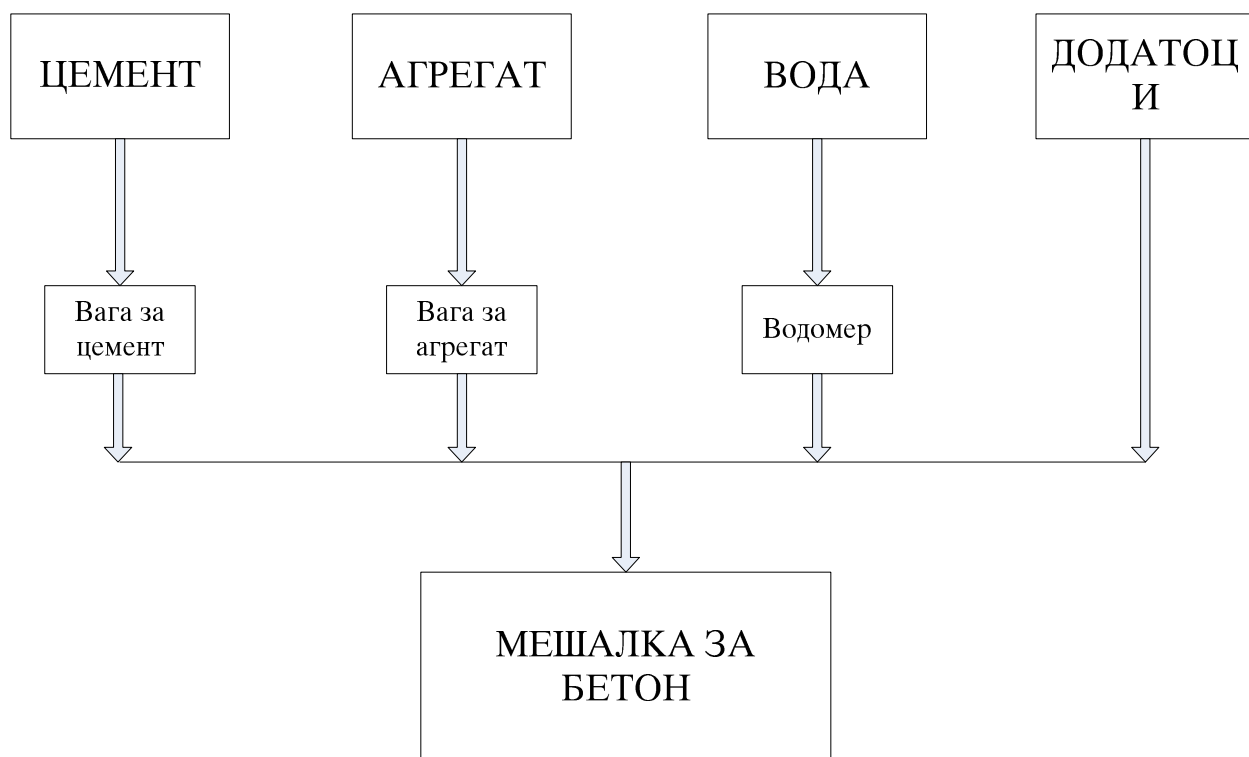 ЦЕМЕНТ
АГРЕГАТ
ВОДА
ДОДАТОЦ
И
Вага за
цемент
Вага за
агрегат
Водомер
МЕШАЛКА ЗА
БЕТОН